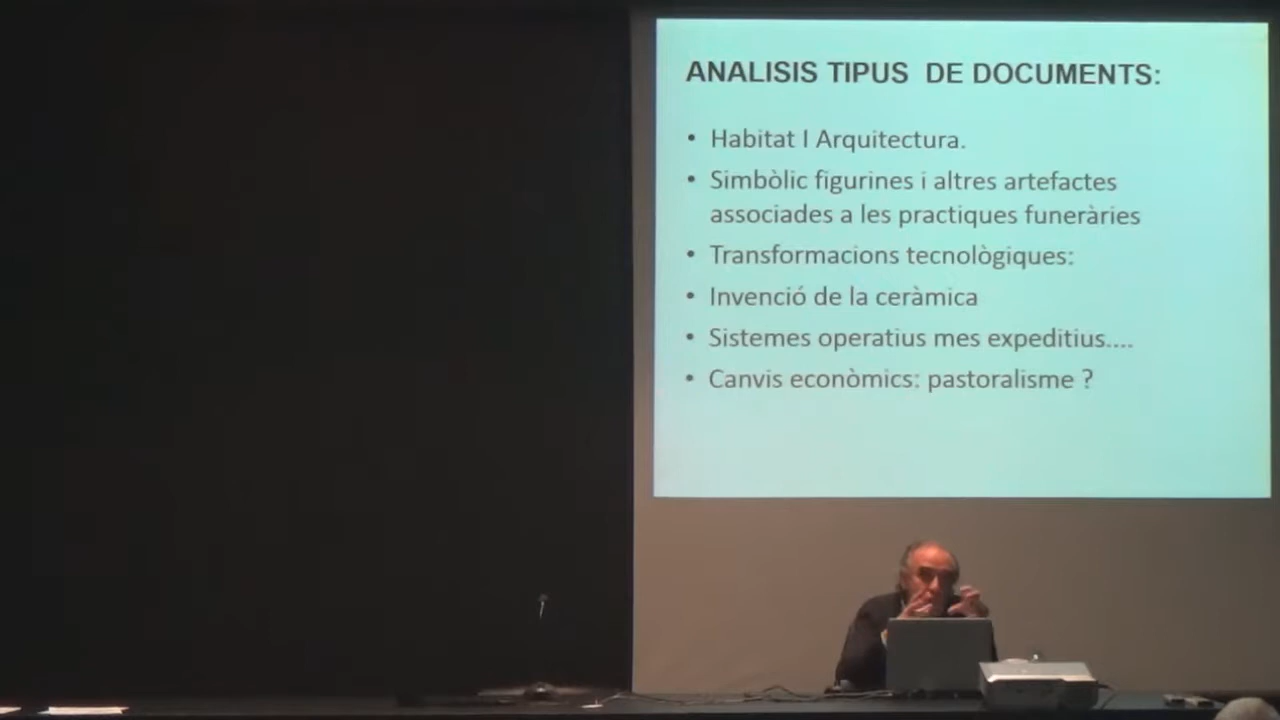 ANALISIS TIPUS DE DOCUMENTS:
• Habitat I Arquitectura.
• Simbòlic figurines i altres artefactes
associades a les practiques funeràries
• Transformacions tecnològiques:
• Invenció de la ceràmica
• Sistemes operatius mes expeditius....
• Canvis econòmics: pastoralisme ?